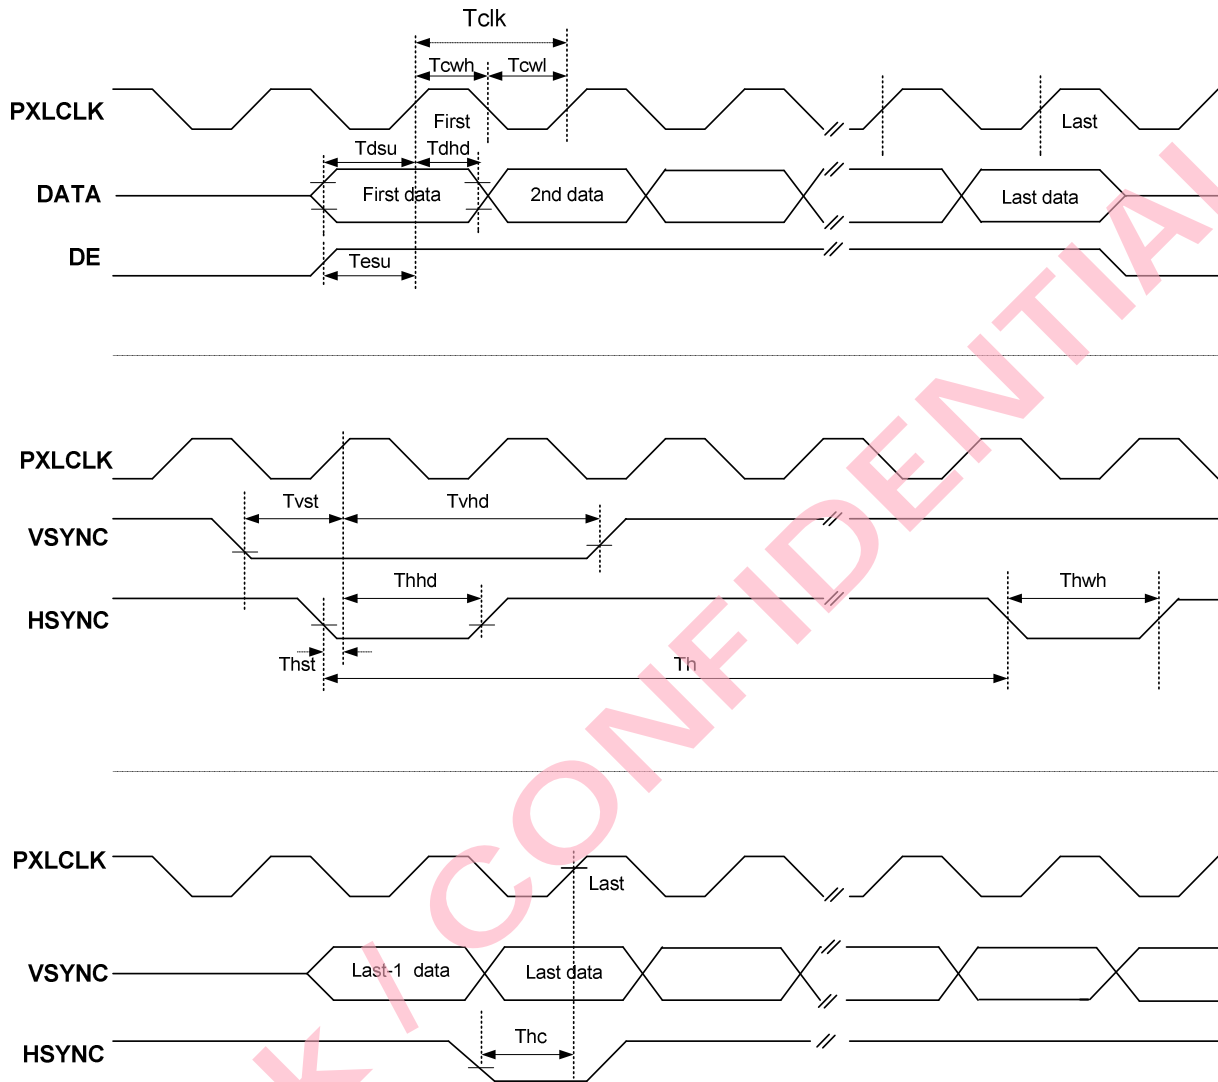 Tclk
Tcwh Tcwl
PXLCLK
First
Last
Tdsu Tdhd
DATA
First data
2nd data
Last data
DE
Tesu
PXLCLK
Tvst
Tvhd
VSYNC
Thhd
Thwh
HSYNC
Thst
Th
PXLCLK
Last
VSYNC
Last-1 data
Last data
Thc
HSYNC
k / CONFIDENTIAL